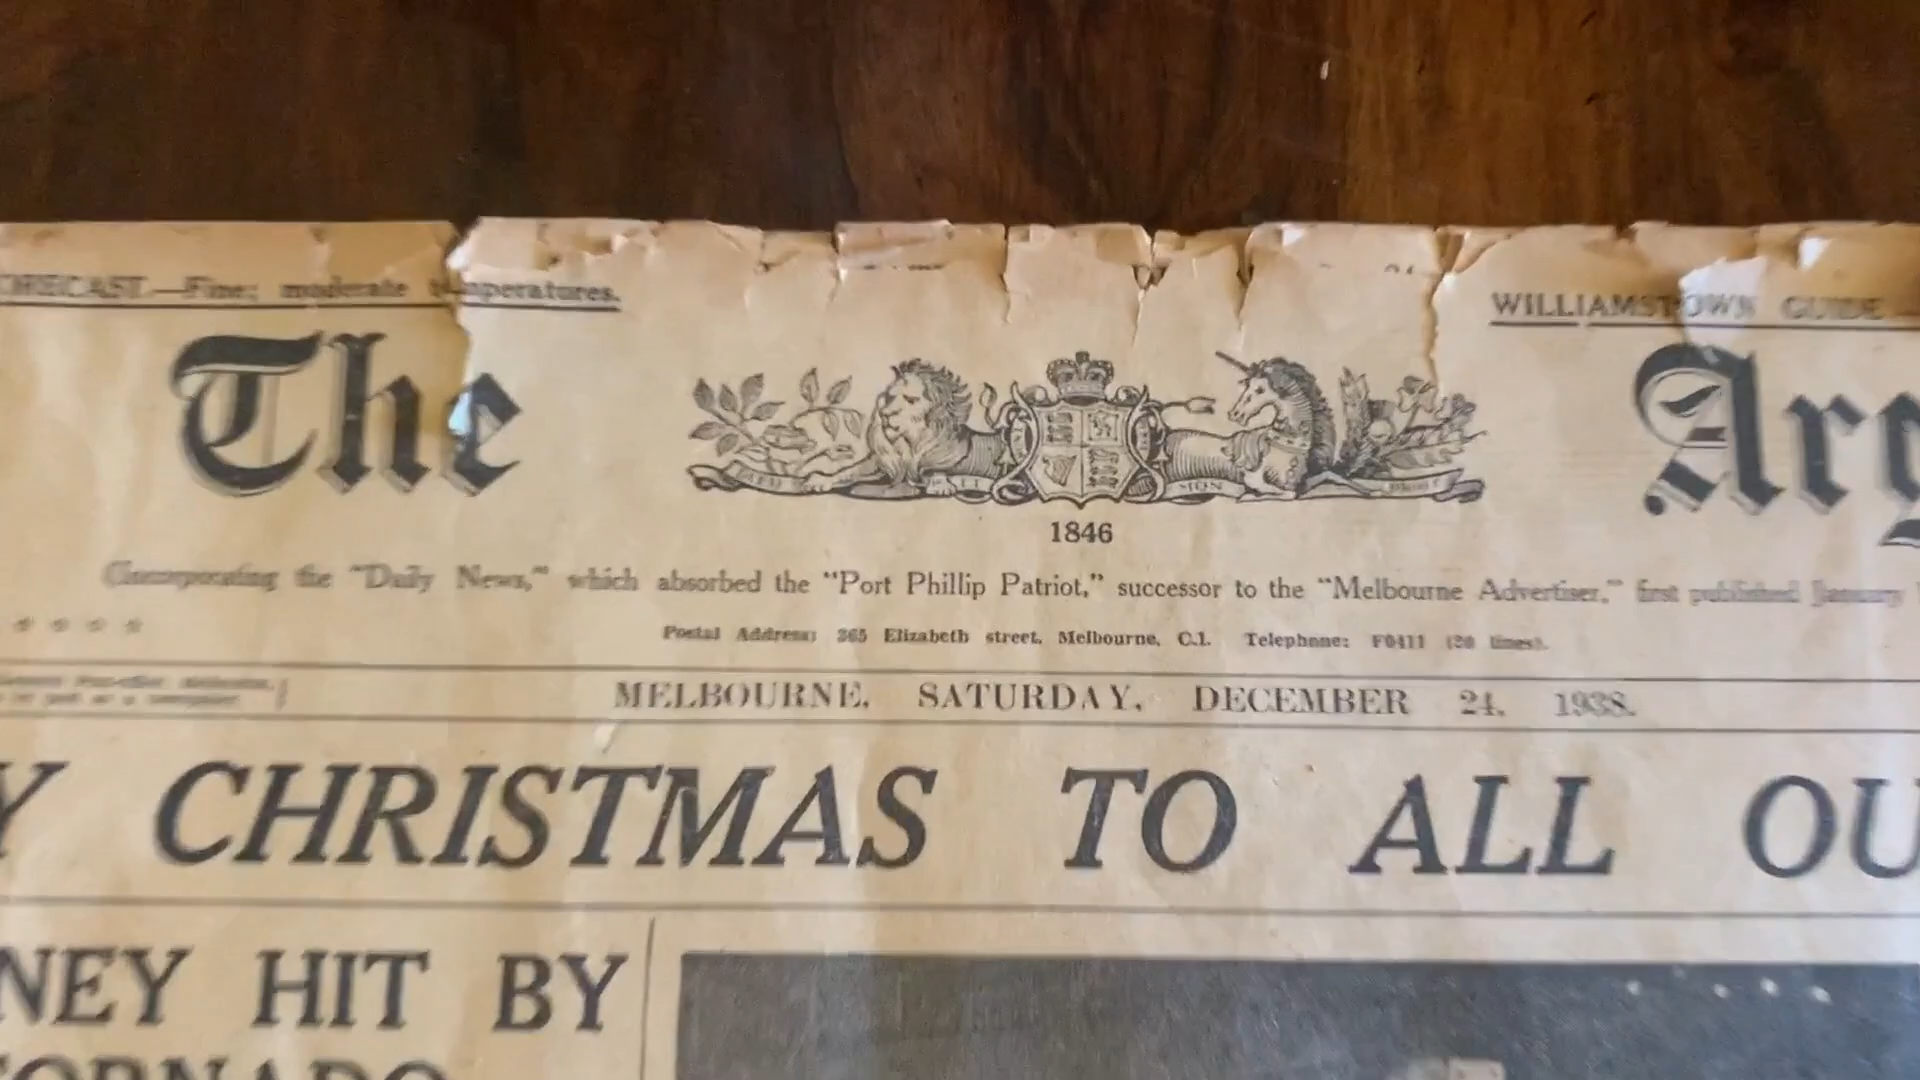 FORECAST.—Fine; moderate temperatures.
WILLIAMSTOWN GUIDE
The Arg
1846
(Incorporating the "Daily News," which absorbed the "Port Phillip Patriot," successor to the "Melbourne Advertiser," first published January
Postal Address: 365 Elizabeth street, Melbourne, C.1. Telephone: F0411 (20 lines).
MELBOURNE, SATURDAY, DECEMBER 24, 1938.
Y CHRISTMAS TO ALL OU
NEY HIT BY
TORNADO